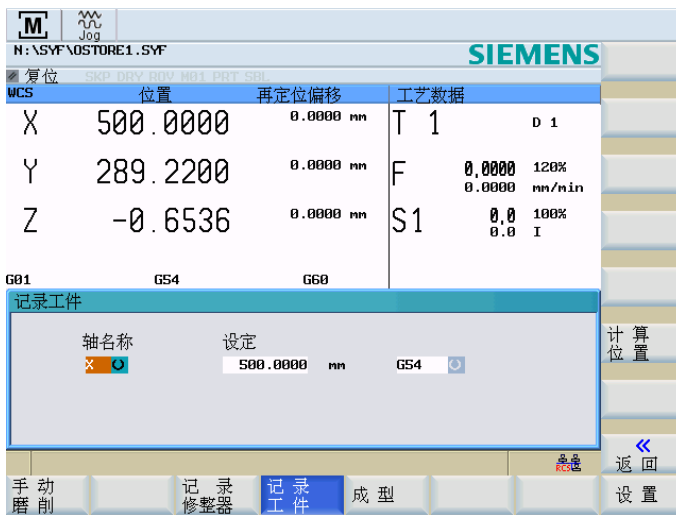 M
Jog
N:\SYF\OSTORE1.SYF
SIEMENS
复位 SKP DRY ROV M01 PRT SBL
WCS 位置 再定位偏移 工艺数据
X 500.0000 0.0000 mm T 1 D 1
Y 289.2200 0.0000 mm F 0.0000 120%
0.0000 mm/min
Z -0.6536 0.0000 mm S1 0.0 100%
0.0 I
G01 G54 G60
记录工件
轴名称 设定
X 500.0000 mm G54
计算
位置
RCS
«
返回
手动
磨削
记录
修整器
记录
工件
成型
设置